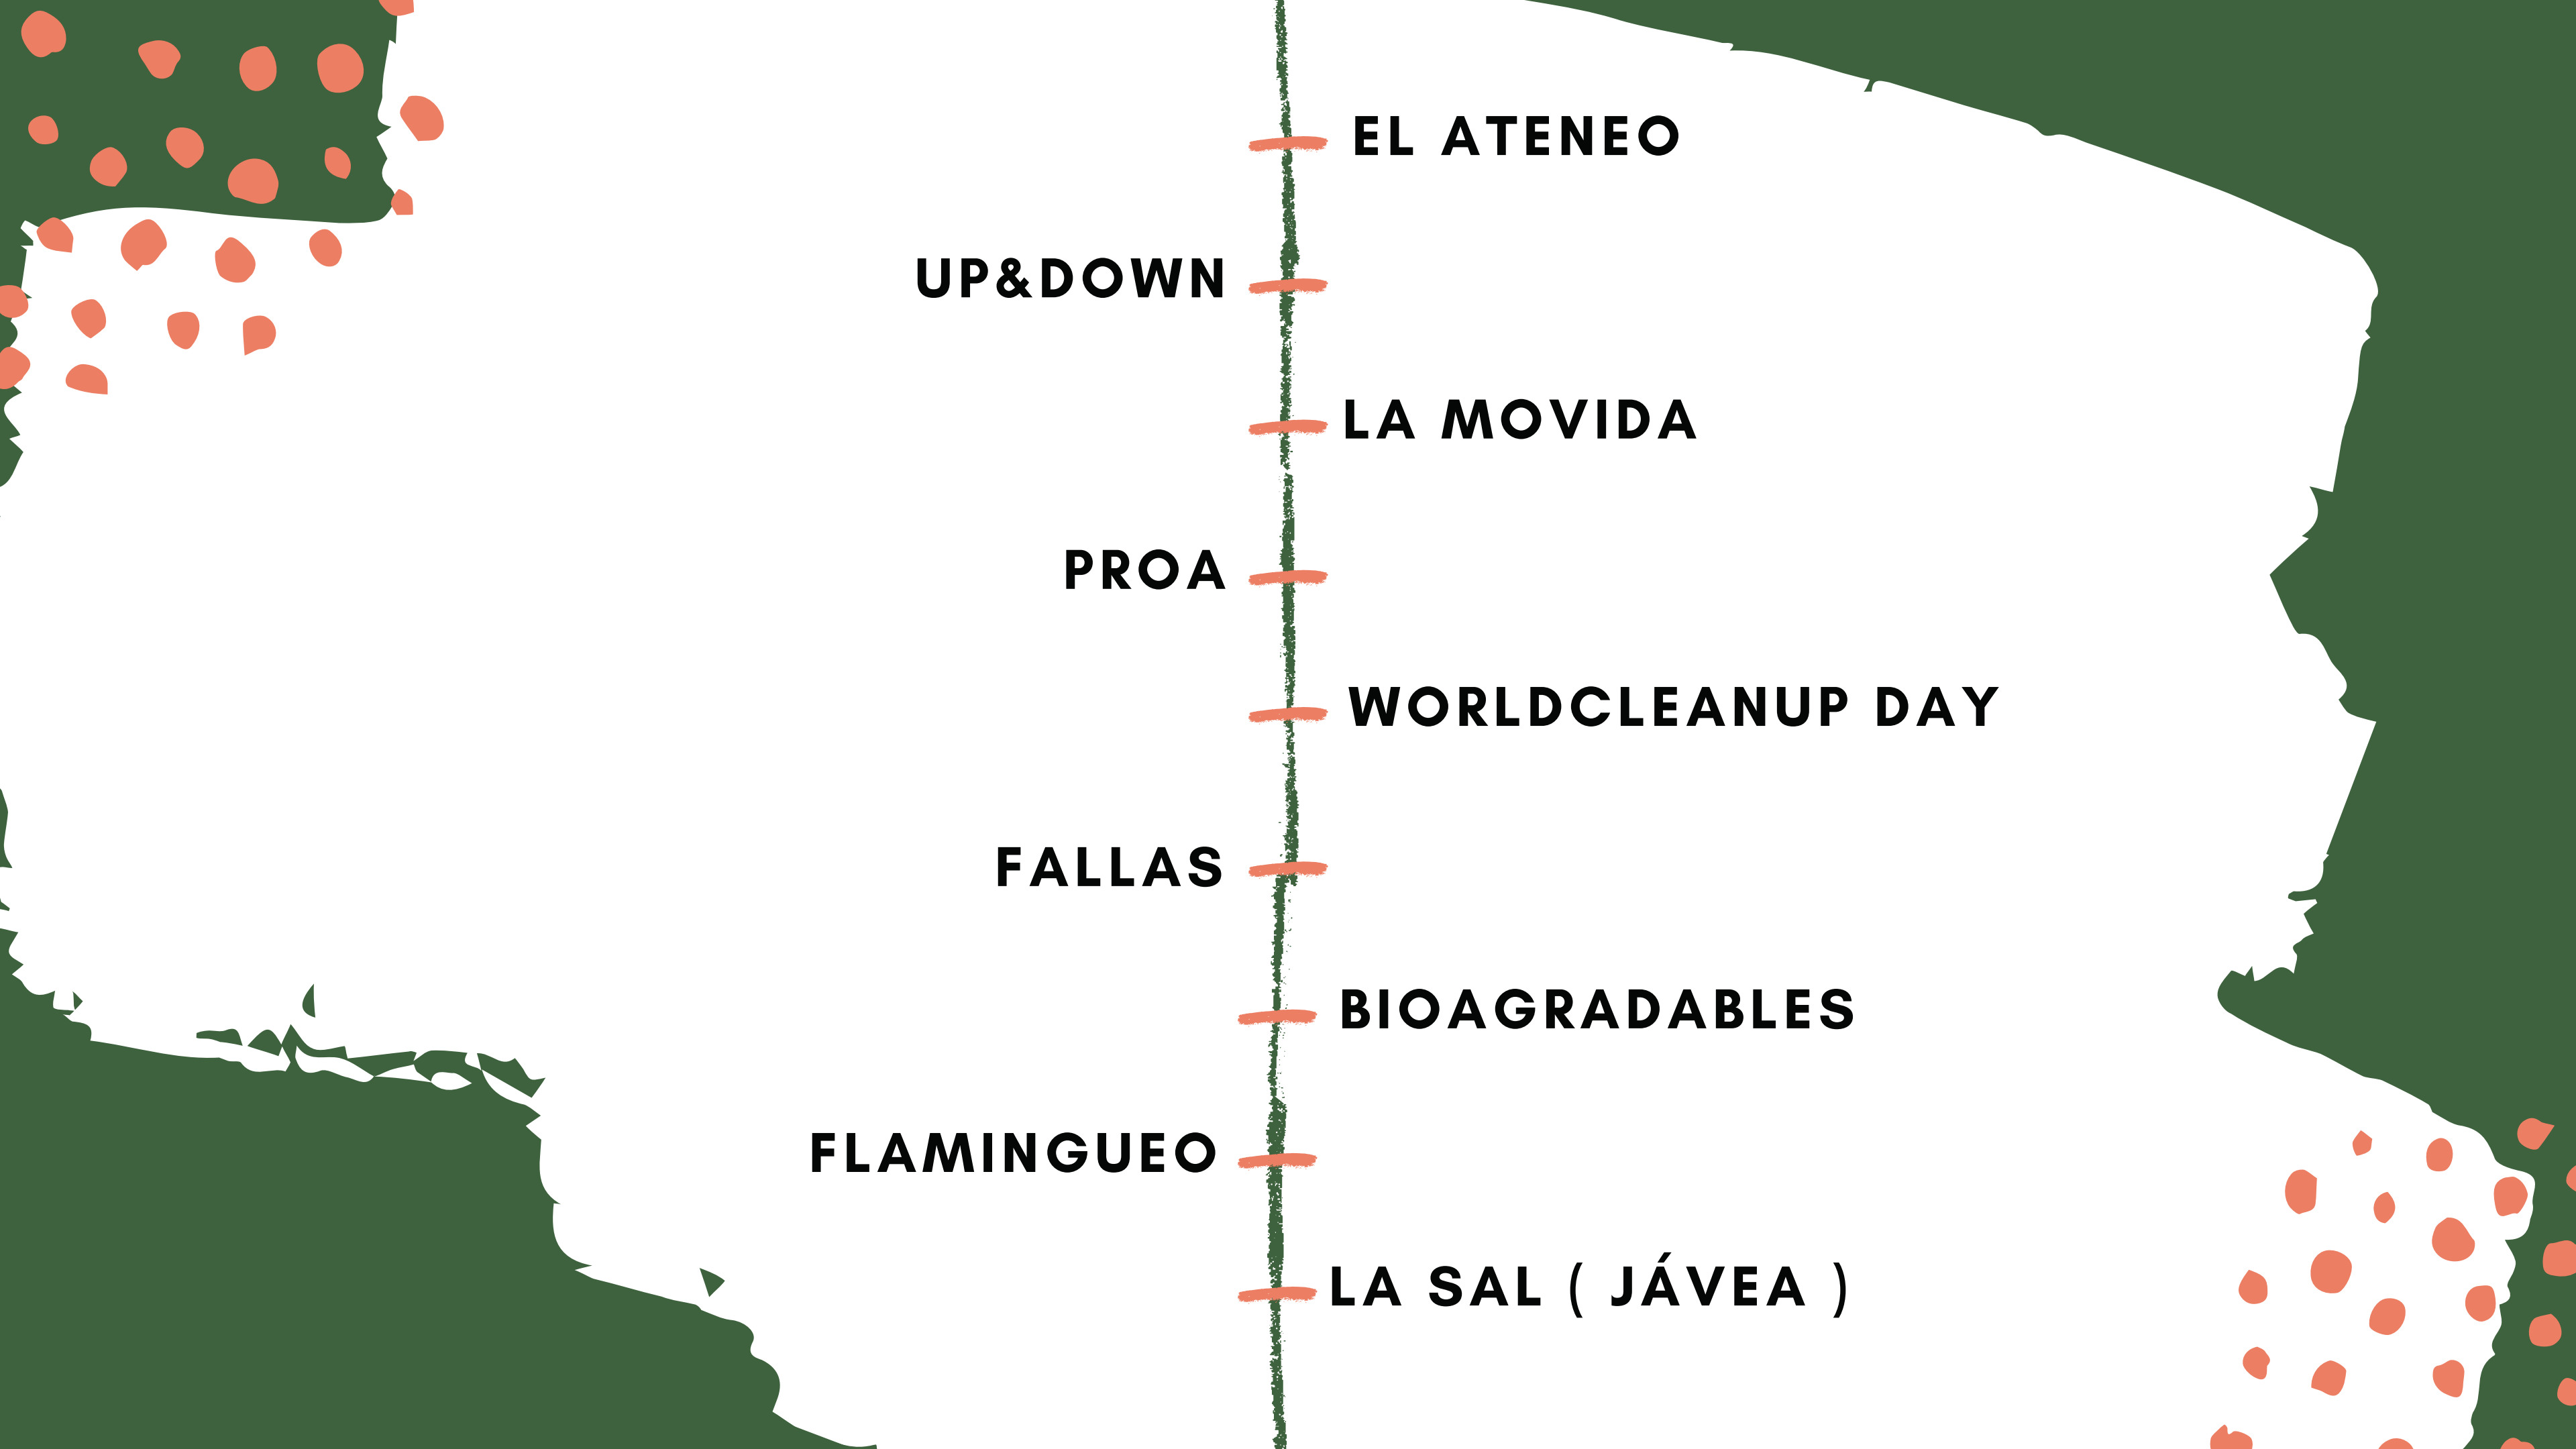 EL ATENEO
UP&DOWN
LA MOVIDA
PROA
WORLDCLEANUP DAY
FALLAS
BIOAGRADABLES
FLAMINGUEO
LA SAL ( JÁVEA )